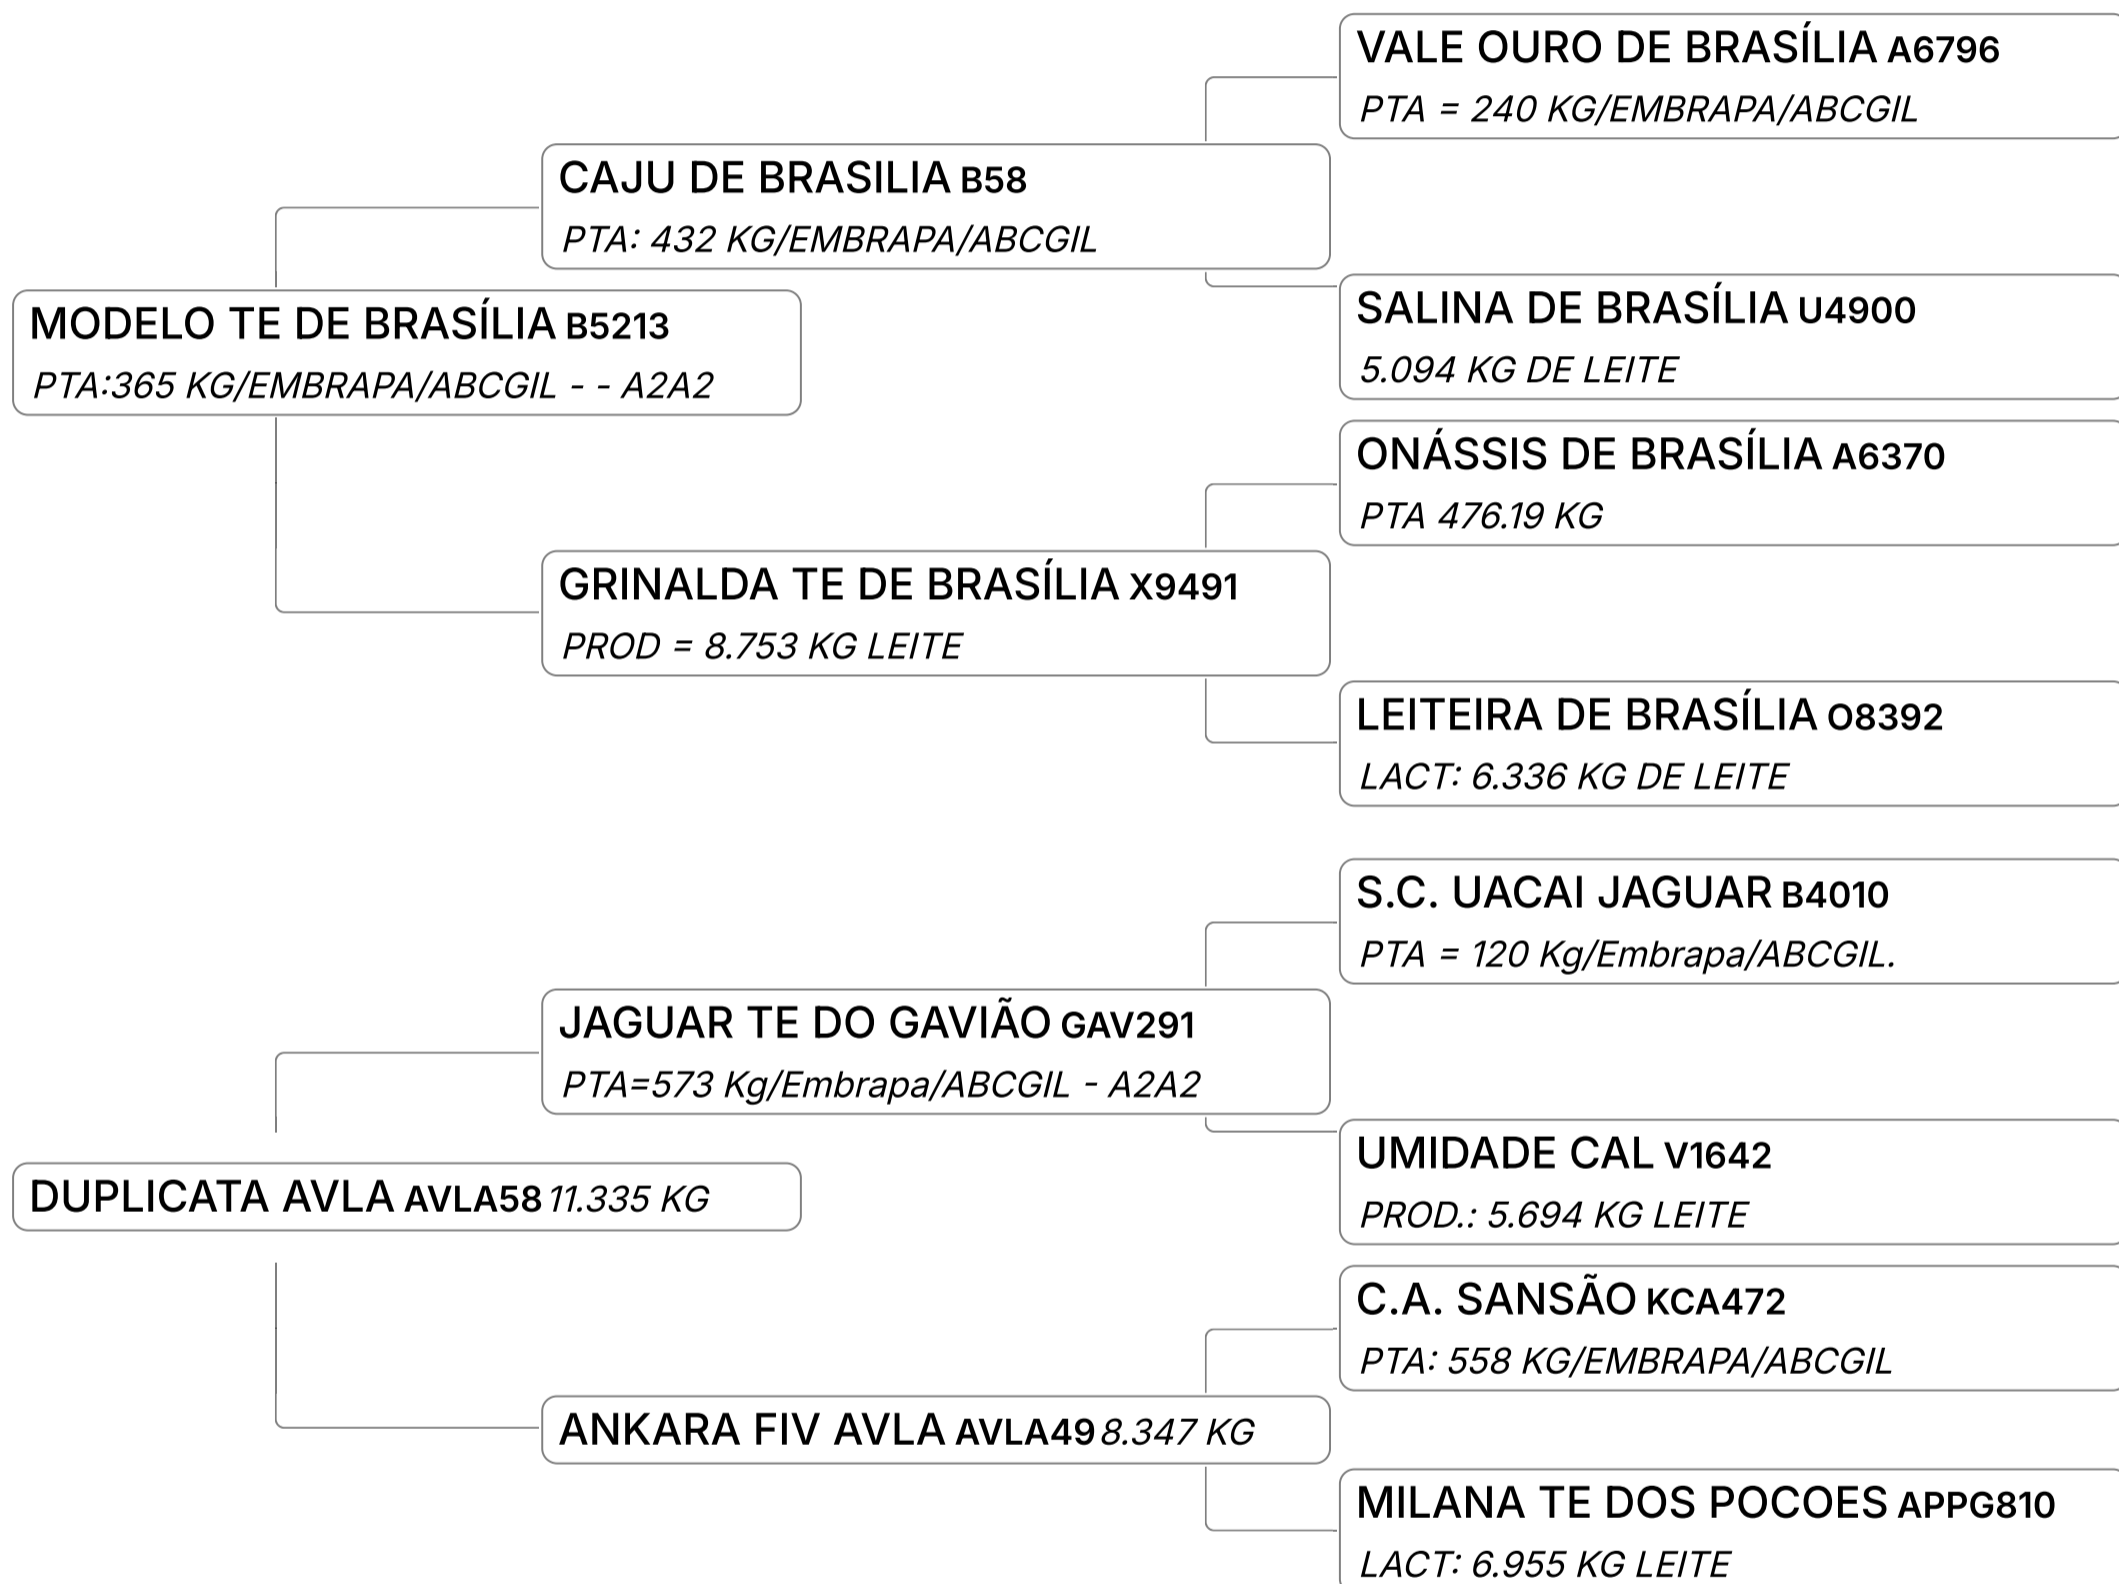 VALE OURO DE BRASÍLIA A6796
PTA = 240 KG/EMBRAPA/ABCGIL
CAJU DE BRASILIA B58
PTA: 432 KG/EMBRAPA/ABCGIL
SALINA DE BRASÍLIA U4900
5.094 KG DE LEITE
MODELO TE DE BRASÍLIA B5213
PTA:365 KG/EMBRAPA/ABCGIL - - A2A2
ONÁSSIS DE BRASÍLIA A6370
PTA 476.19 KG
GRINALDA TE DE BRASÍLIA X9491
PROD = 8.753 KG LEITE
LEITEIRA DE BRASÍLIA O8392
LACT: 6.336 KG DE LEITE
S.C. UACAI JAGUAR B4010
PTA = 120 Kg/Embrapa/ABCGIL.
JAGUAR TE DO GAVIÃO GAV291
PTA=573 Kg/Embrapa/ABCGIL - A2A2
UMIDADE CAL V1642
PROD.: 5.694 KG LEITE
DUPLICATA AVLA AVLA58 11.335 KG
C.A. SANSÃO KCA472
PTA: 558 KG/EMBRAPA/ABCGIL
ANKARA FIV AVLA AVLA49 8.347 KG
MILANA TE DOS POCOES APPG810
LACT: 6.955 KG LEITE